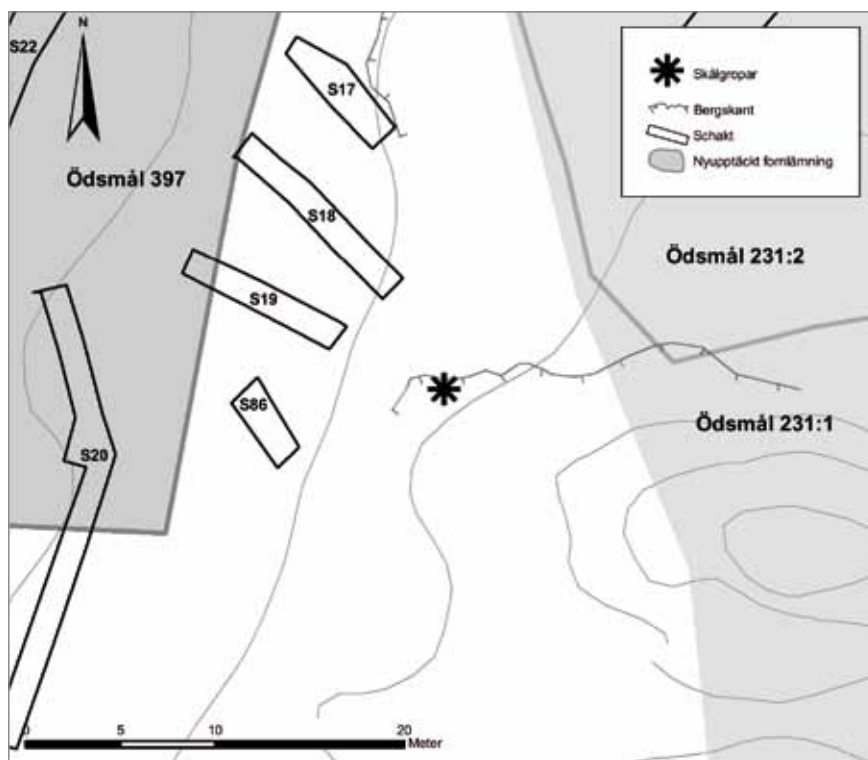 N
S22
S17
Skålgropar
Bergskant
Schakt
Nyupptäckt fornlämning
Ödsmål 397
S18
Ödsmål 231:2
S19
S86
Ödsmål 231:1
S20
0 5 10 20
Meter